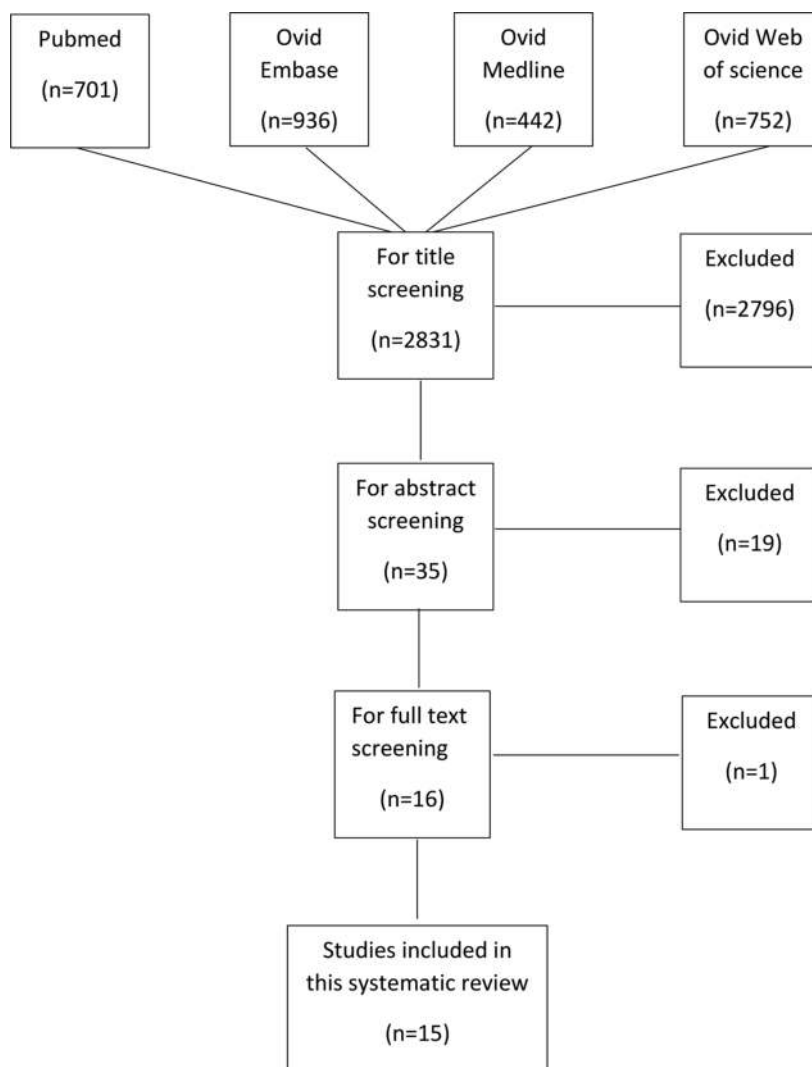 Pubmed
(n=701)
Ovid
Embase
(n=936)
Ovid
Medline
(n=442)
Ovid Web
of science
(n=752)
For title
screening
(n=2831)
Excluded
(n=2796)
For abstract
screening
(n=35)
Excluded
(n=19)
For full text
screening
(n=16)
Excluded
(n=1)
Studies included in
this systematic review
(n=15)